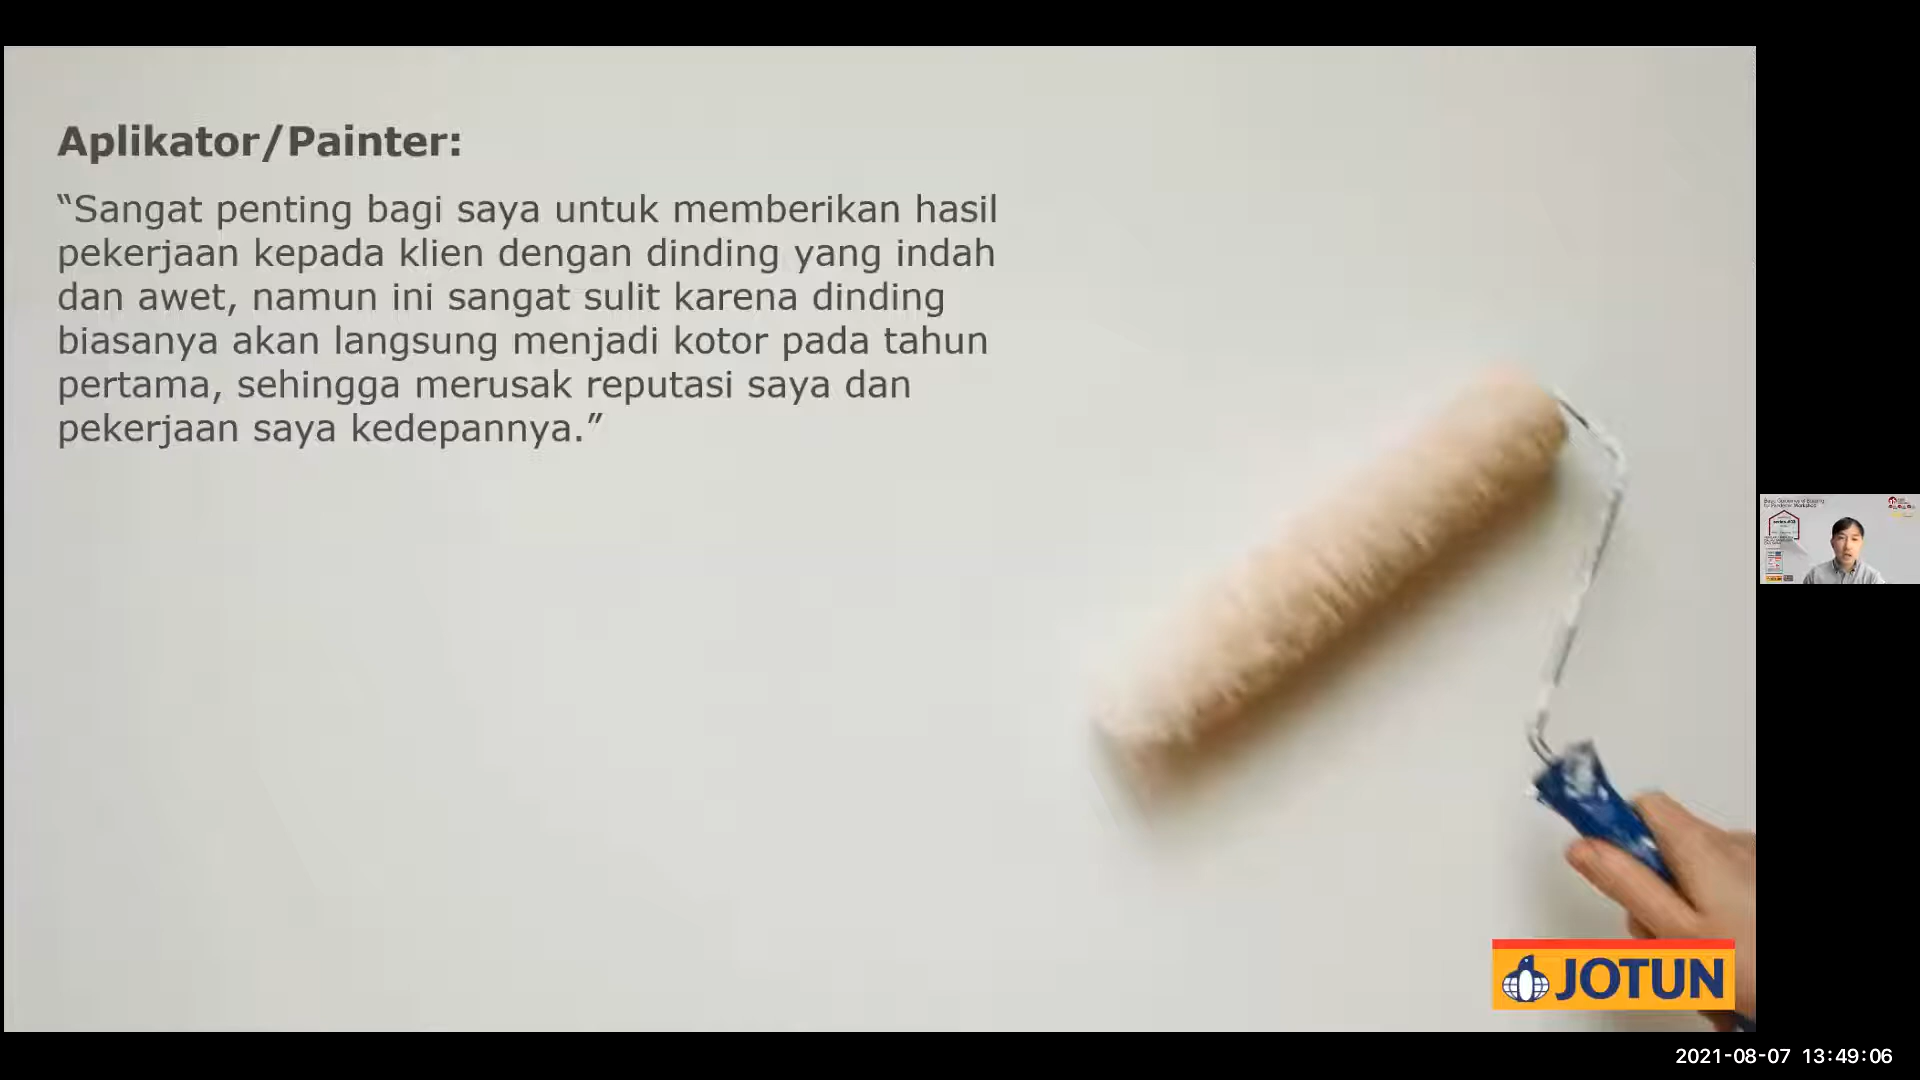 Aplikator/Painter:
“Sangat penting bagi saya untuk memberikan hasil
pekerjaan kepada klien dengan dinding yang indah
dan awet, namun ini sangat sulit karena dinding
biasanya akan langsung menjadi kotor pada tahun
pertama, sehingga merusak reputasi saya dan
pekerjaan saya kedepannya.”
JOTUN
2021-08-07 13:49:06